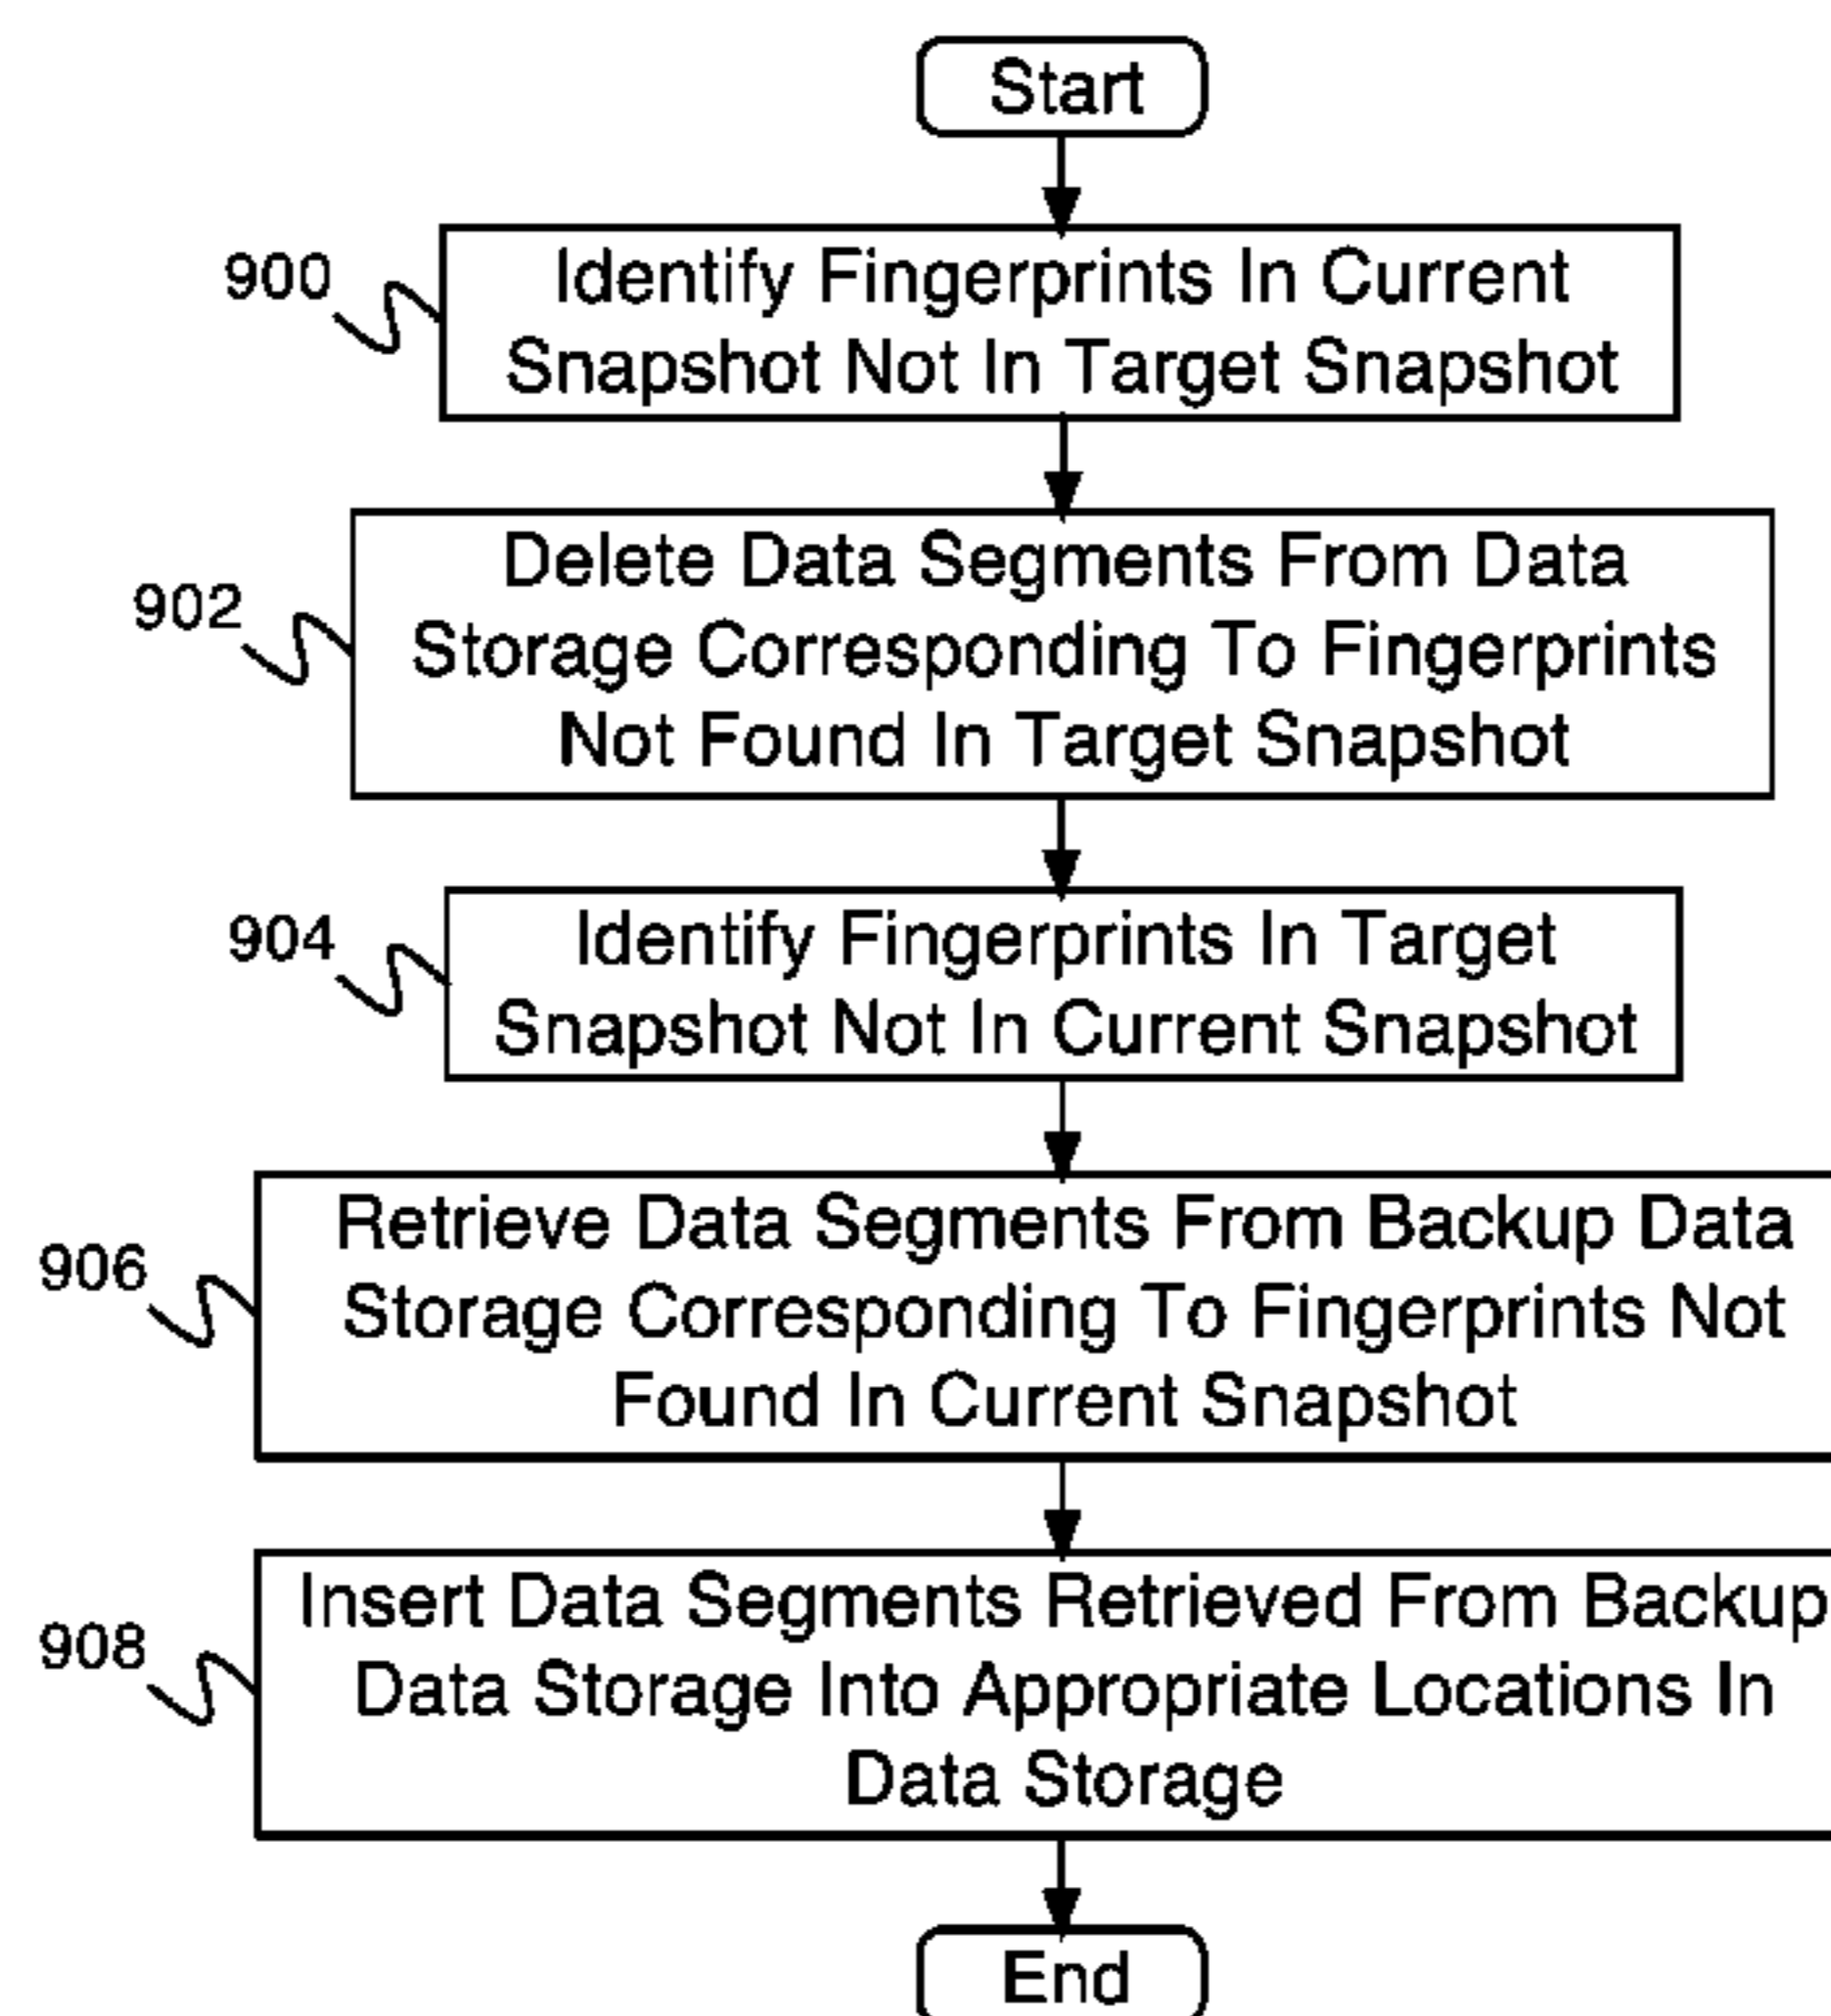 Start
900
Identify Fingerprints In Current
Snapshot Not In Target Snapshot
902
Delete Data Segments From Data
Storage Corresponding To Fingerprints
Not Found In Target Snapshot
904
Identify Fingerprints In Target
Snapshot Not In Current Snapshot
906
Retrieve Data Segments From Backup Data
Storage Corresponding To Fingerprints Not
Found In Current Snapshot
908
Insert Data Segments Retrieved From Backup
Data Storage Into Appropriate Locations In
Data Storage
End